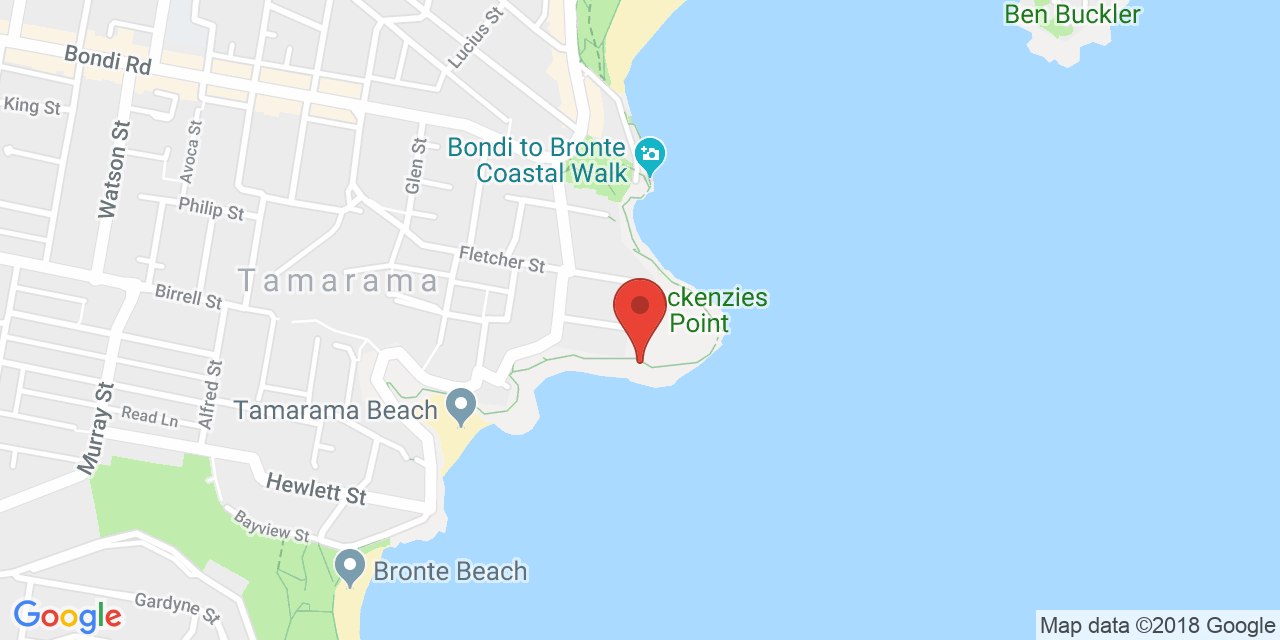 Ben Buckler
Lucius St
Bondi Rd
King St
Watson St
Avoca St
Glen St
Bondi to Bronte
Coastal Walk
Philip St
Fletcher St
Tamarama
Birrell St
ckenzies
Point
Alfred St
Murray St
Read Ln
Tamarama Beach
Hewlett St
Bayview St
Bronte Beach
Gardyne St
Google
Map data ©2018 Google